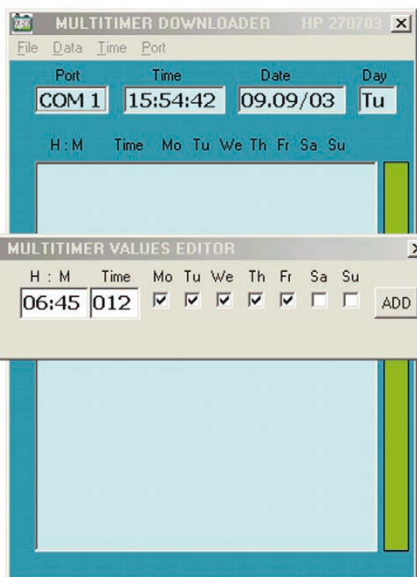 MULTITIMER DOWNLOADER HP 270703
File Data Time Port
Port Time Date Day
COM 1 15:54:42 09.09/03 Tu
H : M Time Mo Tu We Th Fr Sa Su
MULTITIMER VALUES EDITOR
H : M Time Mo Tu We Th Fr Sa Su
06:45 012 ADD